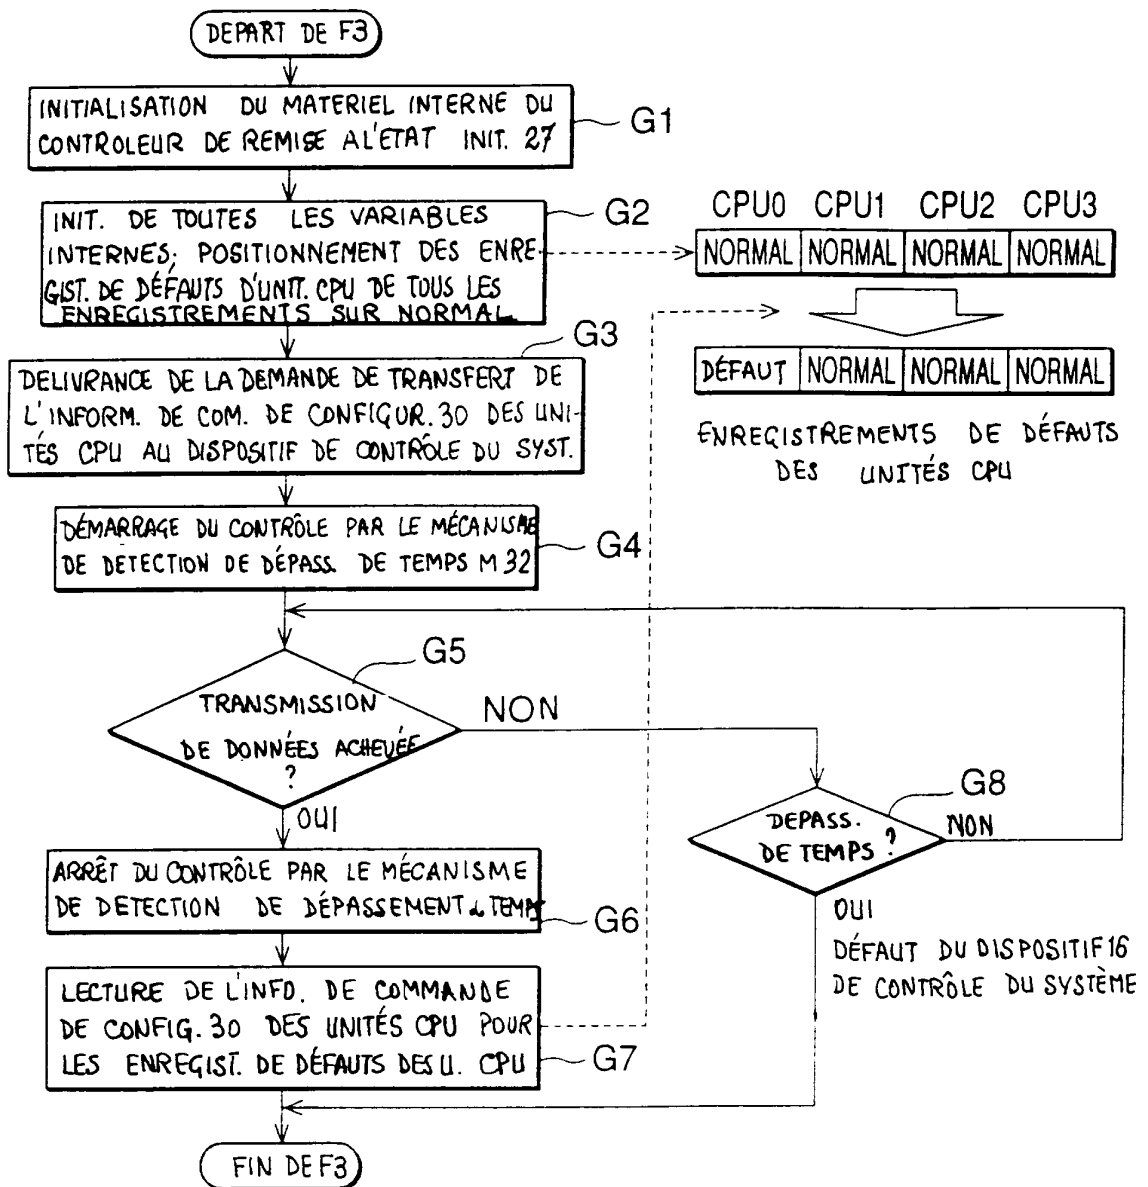 DEPART DE F3
INITIALISATION DU MATERIEL INTERNE DU
CONTROLEUR DE REMISE A L'ETAT INIT. 27
G1
INIT. DE TOUTES LES VARIABLES
INTERNES; POSITIONNEMENT DES ENRE-
GIST. DE DÉFAUTS D'UNIT. CPU DE TOUS LES
ENREGISTREMENTS SUR NORMAL
G2
CPU0 CPU1 CPU2 CPU3
NORMAL NORMAL NORMAL NORMAL
DÉFAUT NORMAL NORMAL NORMAL
ENREGISTREMENTS DE DÉFAUTS
DES UNITÉS CPU
G3
DELIVRANCE DE LA DEMANDE DE TRANSFERT DE
L'INFORM. DE COM. DE CONFIGUR. 30 DES UNI-
TÉS CPU AU DISPOSITIF DE CONTRÔLE DU SYST.
DÉMARRAGE DU CONTRÔLE PAR LE MÉCANISME
DE DETECTION DE DÉPASS. DE TEMPS M 32
G4
G5
TRANSMISSION
DE DONNÉES ACHEVÉE
?
NON
OUI
G8
DEPASS.
DE TEMPS ?
NON
OUI
DÉFAUT DU DISPOSITIF 16
DE CONTRÔLE DU SYSTÈME
ARRÊT DU CONTRÔLE PAR LE MÉCANISME
DE DETECTION DE DÉPASSEMENT d TEMPS
G6
LECTURE DE L'INFO. DE COMMANDE
DE CONFIG. 30 DES UNITÉS CPU POUR
LES ENREGIST. DE DÉFAUTS DES U. CPU
G7
FIN DE F3